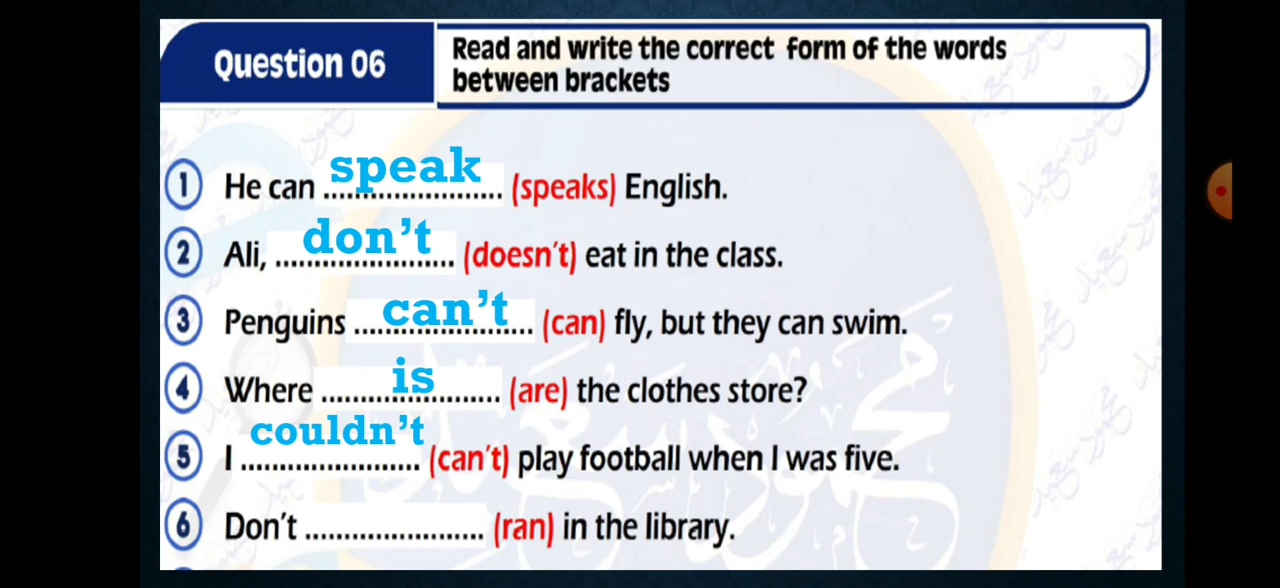 Question 06
Read and write the correct form of the words
between brackets
speak
1 He can ........................ (speaks) English.
don't
2 Ali, ........................ (doesn't) eat in the class.
can't
3 Penguins ........................ (can) fly, but they can swim.
is
4 Where ........................ (are) the clothes store?
couldn't
5 I ........................ (can't) play football when I was five.
6 Don't ........................ (ran) in the library.
محمود سعيد